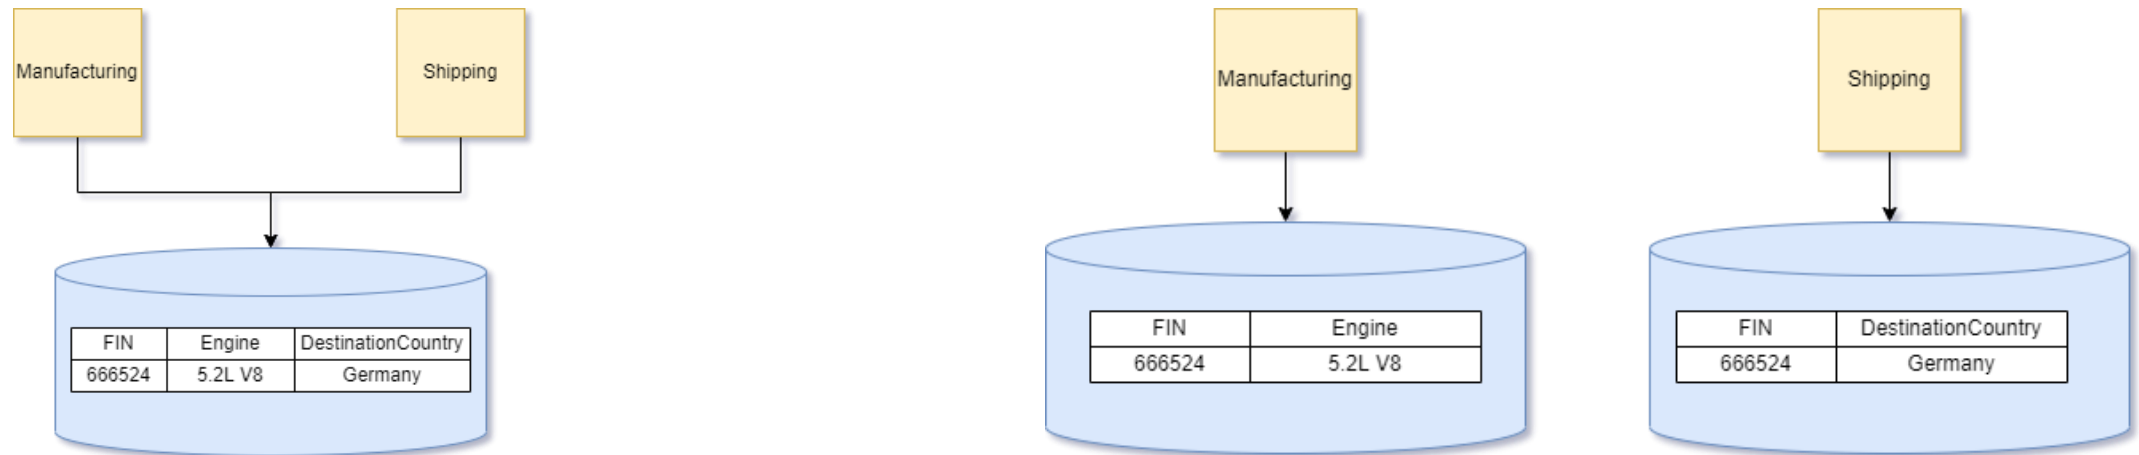 Manufacturing
Shipping
FIN Engine DestinationCountry
666524 5.2L V8 Germany
Manufacturing
FIN Engine
666524 5.2L V8
Shipping
FIN DestinationCountry
666524 Germany